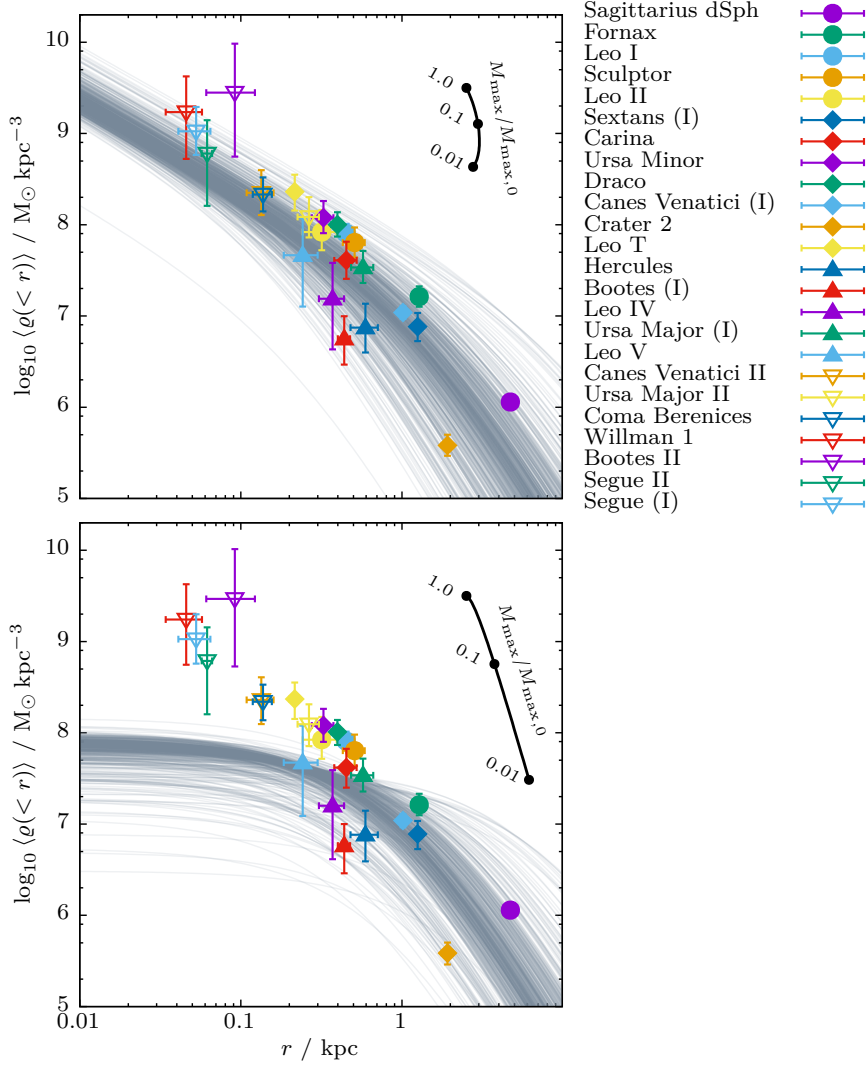 10
9
8
7
6
5
log₁₀ ⟨ϱ(< r)⟩ / M⊙ kpc⁻³
1.0
0.1
0.01
Mmax/Mmax,0
Sagittarius dSph
Fornax
Leo I
Sculptor
Leo II
Sextans (I)
Carina
Ursa Minor
Draco
Canes Venatici (I)
Crater 2
Leo T
Hercules
Bootes (I)
Leo IV
Ursa Major (I)
Leo V
Canes Venatici II
Ursa Major II
Coma Berenices
Willman 1
Bootes II
Segue II
Segue (I)
10
9
8
7
6
5
log₁₀ ⟨ϱ(< r)⟩ / M⊙ kpc⁻³
1.0
0.1
0.01
Mmax/Mmax,0
0.01
0.1
1
r / kpc